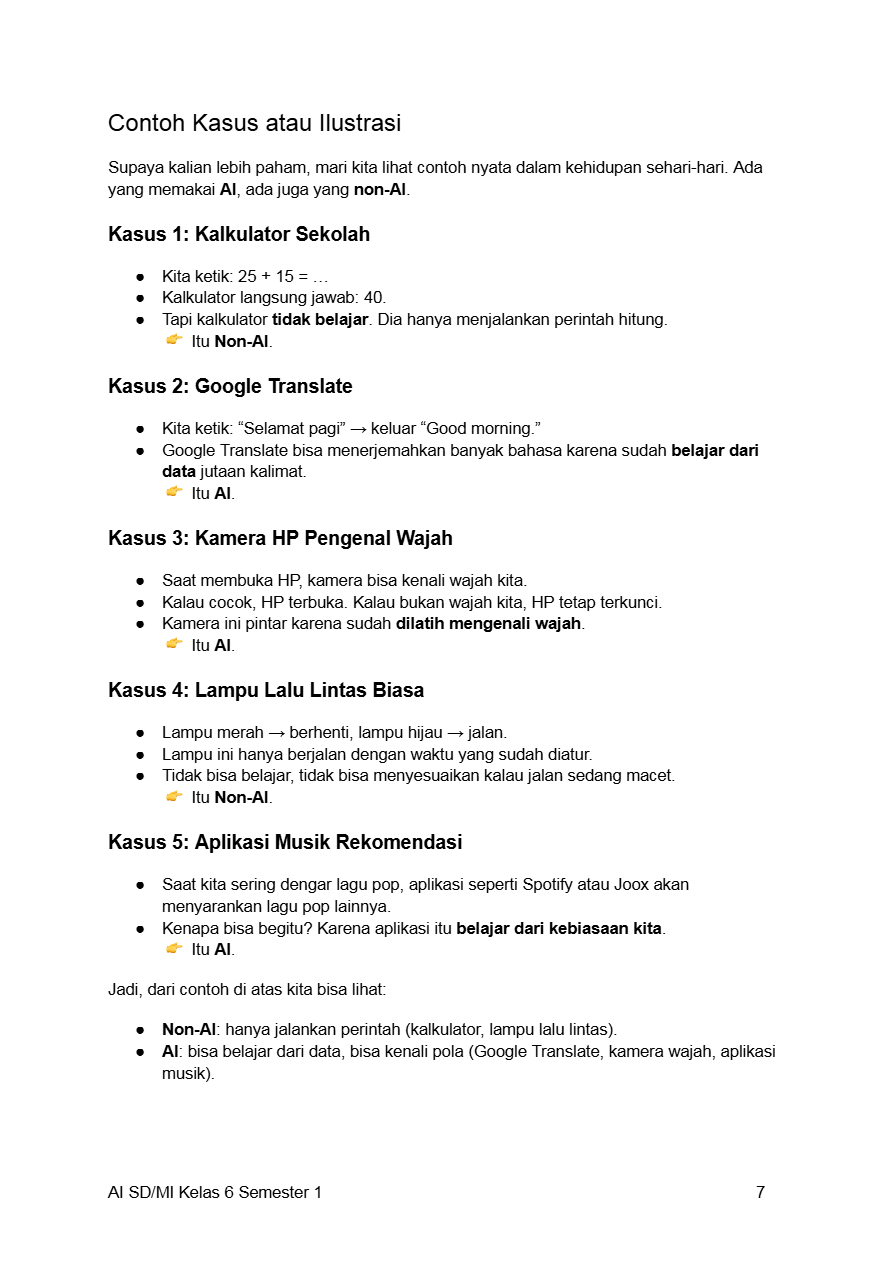 Contoh Kasus atau Ilustrasi
Supaya kalian lebih paham, mari kita lihat contoh nyata dalam kehidupan sehari-hari. Ada
yang memakai AI, ada juga yang non-AI.
Kasus 1: Kalkulator Sekolah
● Kita ketik: 25 + 15 = …
● Kalkulator langsung jawab: 40.
● Tapi kalkulator tidak belajar. Dia hanya menjalankan perintah hitung.
👉 Itu Non-AI.
Kasus 2: Google Translate
● Kita ketik: “Selamat pagi” → keluar “Good morning.”
● Google Translate bisa menerjemahkan banyak bahasa karena sudah belajar dari
data jutaan kalimat.
👉 Itu AI.
Kasus 3: Kamera HP Pengenal Wajah
● Saat membuka HP, kamera bisa kenali wajah kita.
● Kalau cocok, HP terbuka. Kalau bukan wajah kita, HP tetap terkunci.
● Kamera ini pintar karena sudah dilatih mengenali wajah.
👉 Itu AI.
Kasus 4: Lampu Lalu Lintas Biasa
● Lampu merah → berhenti, lampu hijau → jalan.
● Lampu ini hanya berjalan dengan waktu yang sudah diatur.
● Tidak bisa belajar, tidak bisa menyesuaikan kalau jalan sedang macet.
👉 Itu Non-AI.
Kasus 5: Aplikasi Musik Rekomendasi
● Saat kita sering dengar lagu pop, aplikasi seperti Spotify atau Joox akan
menyarankan lagu pop lainnya.
● Kenapa bisa begitu? Karena aplikasi itu belajar dari kebiasaan kita.
👉 Itu AI.
Jadi, dari contoh di atas kita bisa lihat:
● Non-AI: hanya jalankan perintah (kalkulator, lampu lalu lintas).
● AI: bisa belajar dari data, bisa kenali pola (Google Translate, kamera wajah, aplikasi
musik).
AI SD/MI Kelas 6 Semester 1 7